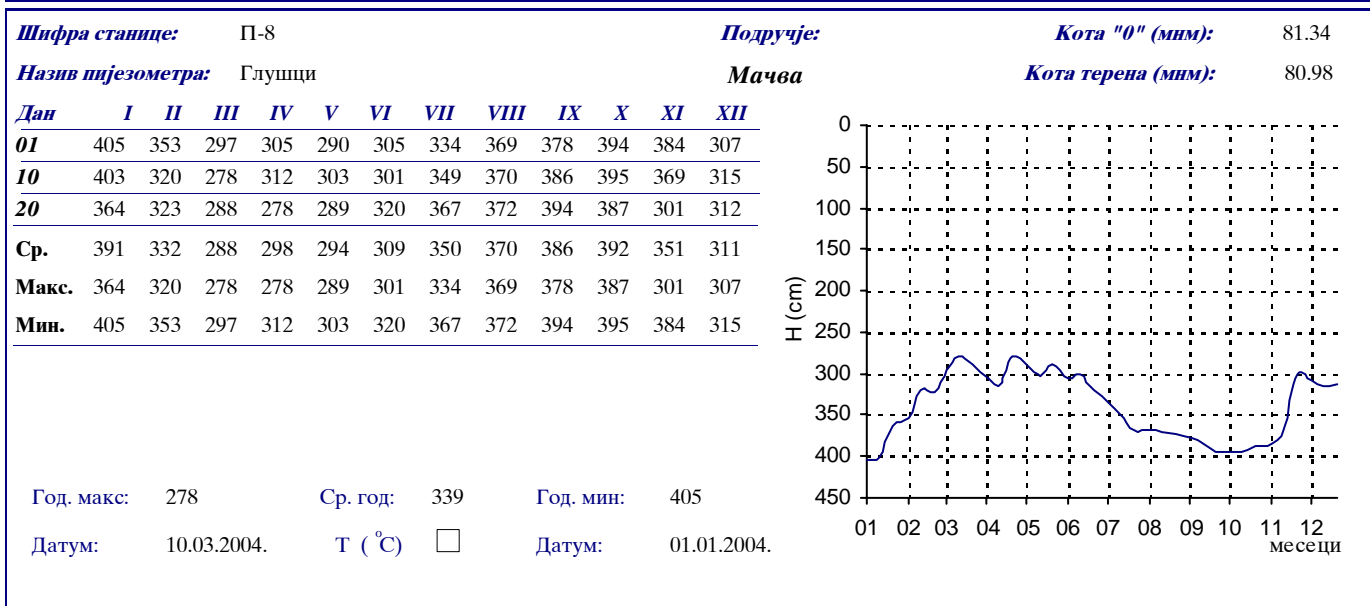 Шифра станице: П-8 Подручје: Кота "0" (мнм): 81.34
Назив пијезометра: Глушци Мачва Кота терена (мнм): 80.98
Дан I II III IV V VI VII VIII IX X XI XII
01 405 353 297 305 290 305 334 369 378 394 384 307
10 403 320 278 312 303 301 349 370 386 395 369 315
20 364 323 288 278 289 320 367 372 394 387 301 312
Ср. 391 332 288 298 294 309 350 370 386 392 351 311
Макс. 364 320 278 278 289 301 334 369 378 387 301 307
Мин. 405 353 297 312 303 320 367 372 394 395 384 315
Год. макс: 278 Ср. год: 339 Год. мин: 405
Датум: 10.03.2004. Т ( °C) Датум: 01.01.2004.
H (cm)
0
50
100
150
200
250
300
350
400
450
01 02 03 04 05 06 07 08 09 10 11 12
месеци